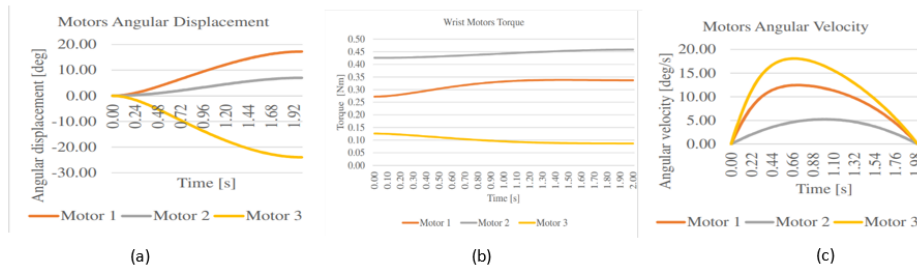 Motors Angular Displacement
Angular displacement [deg]
20.00
10.00
0.00
-10.00
-20.00
-30.00
0.00 0.24 0.48 0.72 0.96 1.20 1.44 1.68 1.92
Time [s]
Motor 1 Motor 2 Motor 3
(a)
Wrist Motors Torque
Torque [Nm]
0.50
0.45
0.40
0.35
0.30
0.25
0.20
0.15
0.10
0.05
0.00
0.00 0.10 0.20 0.30 0.40 0.50 0.60 0.70 0.80 0.90 1.00 1.10 1.20 1.30 1.40 1.50 1.60 1.70 1.80 1.90 2.00
Time [s]
Motor 1 Motor 2 Motor 3
(b)
Motors Angular Velocity
Angular velocity [deg/s]
20.00
15.00
10.00
5.00
0.00
0.00 0.22 0.44 0.66 0.88 1.10 1.32 1.54 1.76 1.98
Time [s]
Motor 1 Motor 2 Motor 3
(c)